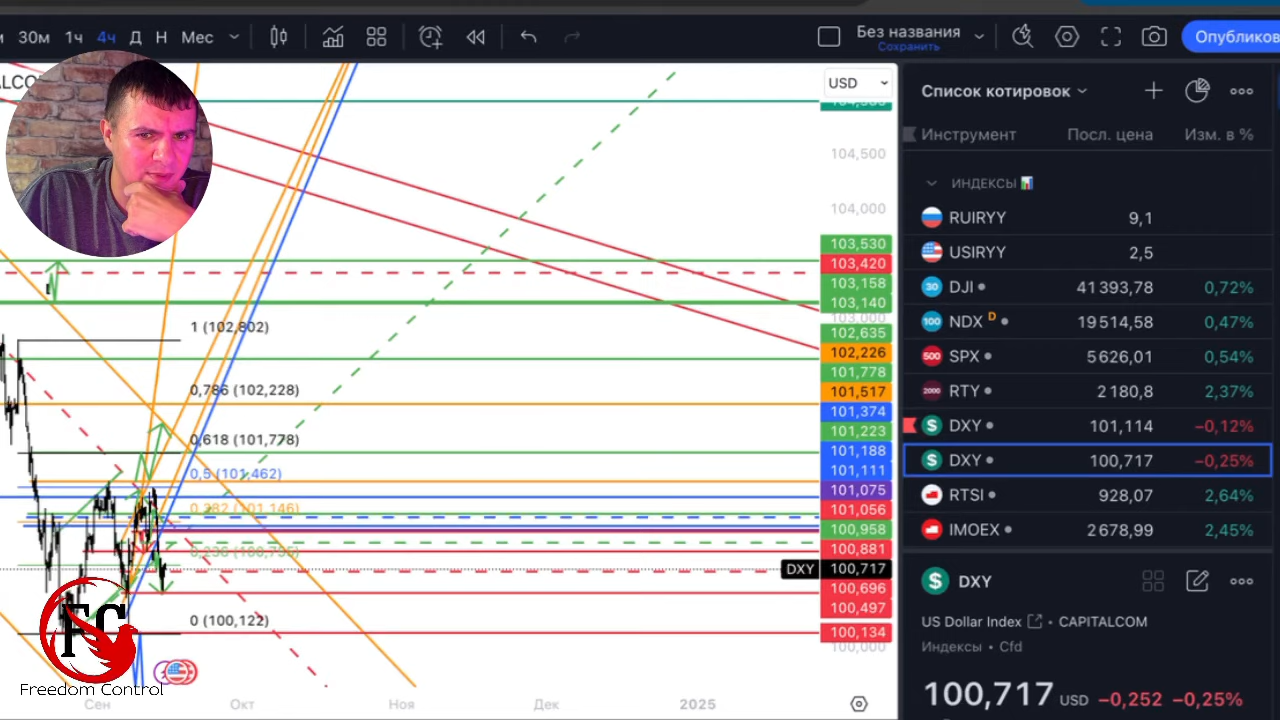 30м 1ч 4ч Д Н Мес
Без названия
Сохранить
USD
104,500
104,000
103,530
103,420
103,158
103,140
102,635
102,226
101,778
101,517
101,374
101,223
101,188
101,111
101,075
101,056
100,958
100,881
DXY 100,717
100,696
100,497
100,134
100,000
1 (102,802)
0,786 (102,228)
0,618 (101,778)
0,5 (101,462)
0,382 (101,146)
0 (100,122)
Сен Окт Ноя Дек 2025
FC
Freedom Control
Список котировок
Инструмент Посл. цена Изм. в %
ИНДЕКСЫ
RUIRYY 9,1
USIRYY 2,5
30 DJI 41 393,78 0,72%
100 NDX D 19 514,58 0,47%
500 SPX 5 626,01 0,54%
2000 RTY 2 180,8 2,37%
$ DXY 101,114 −0,12%
$ DXY 100,717 −0,25%
RTSI 928,07 2,64%
IMOEX 2 678,99 2,45%
$ DXY
US Dollar Index • CAPITALCOM
Индексы • Cfd
100,717 USD −0,252 −0,25%